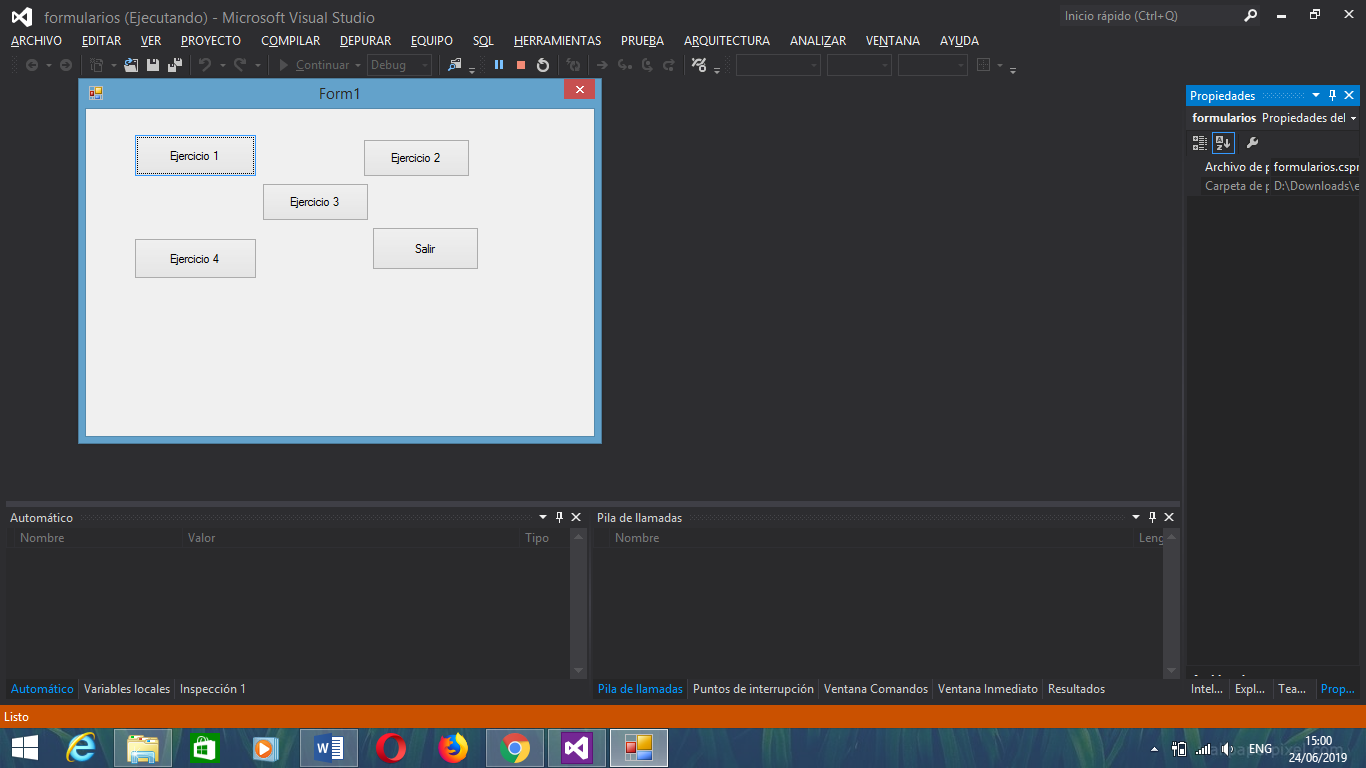 formularios (Ejecutando) - Microsoft Visual Studio
Inicio rápido (Ctrl+Q)
ARCHIVO EDITAR VER PROYECTO COMPILAR DEPURAR EQUIPO SQL HERRAMIENTAS PRUEBA ARQUITECTURA ANALIZAR VENTANA AYUDA
Continuar Debug
Form1
Ejercicio 1
Ejercicio 2
Ejercicio 3
Ejercicio 4
Salir
Propiedades
formularios Propiedades del
Archivo de p formularios.cspr
Carpeta de p D:\Downloads\e
Automático
Nombre Valor Tipo
Pila de llamadas
Nombre Leng
Automático Variables locales Inspección 1
Pila de llamadas Puntos de interrupción Ventana Comandos Ventana Inmediato Resultados
Intel... Expl... Tea... Prop...
Listo
ENG
15:00
24/06/2019